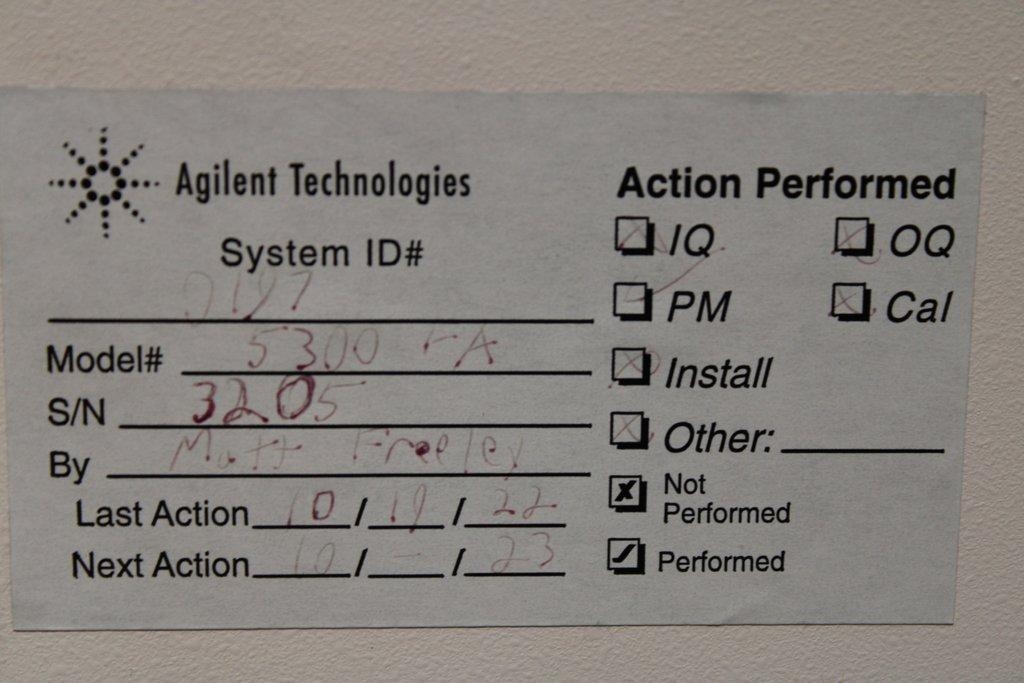 Agilent Technologies
System ID#
Model# 5300 FA
S/N 3205
By Matt Freeley
Last Action 10 / 19 / 22
Next Action 10 / — / 23
Action Performed
IQ OQ
PM Cal
Install
Other:
Not
Performed
Performed